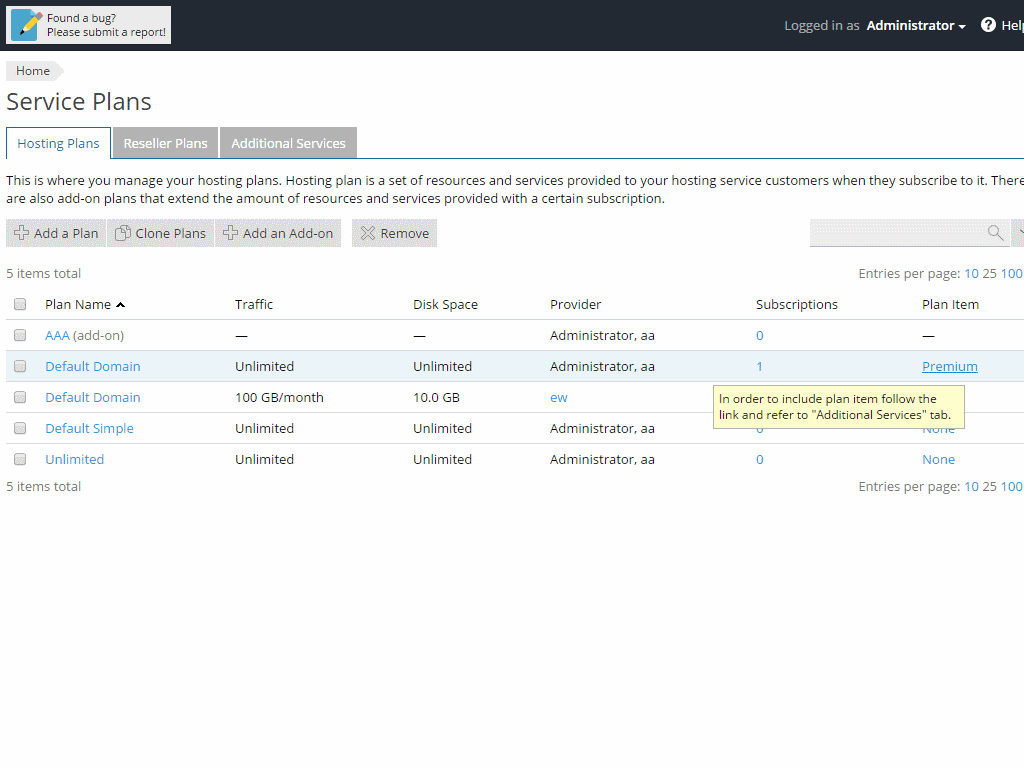 Found a bug?
Please submit a report!
Logged in as Administrator
Home
Service Plans
Hosting Plans Reseller Plans Additional Services
This is where you manage your hosting plans. Hosting plan is a set of resources and services provided to your hosting service customers when they subscribe to it. There
are also add-on plans that extend the amount of resources and services provided with a certain subscription.
Add a Plan Clone Plans Add an Add-on Remove
5 items total Entries per page: 10 25 100
Plan Name Traffic Disk Space Provider Subscriptions Plan Item
AAA (add-on) — — Administrator, aa 0 —
Default Domain Unlimited Unlimited Administrator, aa 1 Premium
Default Domain 100 GB/month 10.0 GB ew
In order to include plan item follow the
link and refer to "Additional Services" tab.
Default Simple Unlimited Unlimited Administrator, aa 0 None
Unlimited Unlimited Unlimited Administrator, aa 0 None
5 items total Entries per page: 10 25 100